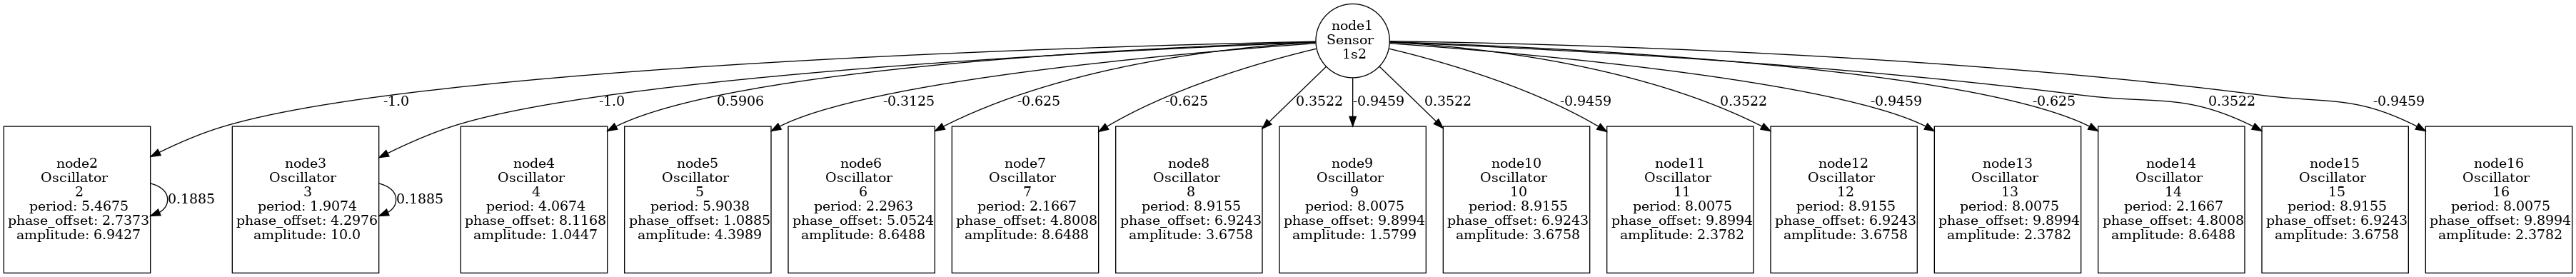 node1
Sensor
1s2
-1.0
-1.0
0.5906
-0.3125
-0.625
-0.625
0.3522
-0.9459
0.3522
-0.9459
0.3522
-0.9459
-0.625
0.3522
-0.9459
node2
Oscillator
2
period: 5.4675
phase_offset: 2.7373
amplitude: 6.9427
0.1885
node3
Oscillator
3
period: 1.9074
phase_offset: 4.2976
amplitude: 10.0
0.1885
node4
Oscillator
4
period: 4.0674
phase_offset: 8.1168
amplitude: 1.0447
node5
Oscillator
5
period: 5.9038
phase_offset: 1.0885
amplitude: 4.3989
node6
Oscillator
6
period: 2.2963
phase_offset: 5.0524
amplitude: 8.6488
node7
Oscillator
7
period: 2.1667
phase_offset: 4.8008
amplitude: 8.6488
node8
Oscillator
8
period: 8.9155
phase_offset: 6.9243
amplitude: 3.6758
node9
Oscillator
9
period: 8.0075
phase_offset: 9.8994
amplitude: 1.5799
node10
Oscillator
10
period: 8.9155
phase_offset: 6.9243
amplitude: 3.6758
node11
Oscillator
11
period: 8.0075
phase_offset: 9.8994
amplitude: 2.3782
node12
Oscillator
12
period: 8.9155
phase_offset: 6.9243
amplitude: 3.6758
node13
Oscillator
13
period: 8.0075
phase_offset: 9.8994
amplitude: 2.3782
node14
Oscillator
14
period: 2.1667
phase_offset: 4.8008
amplitude: 8.6488
node15
Oscillator
15
period: 8.9155
phase_offset: 6.9243
amplitude: 3.6758
node16
Oscillator
16
period: 8.0075
phase_offset: 9.8994
amplitude: 2.3782